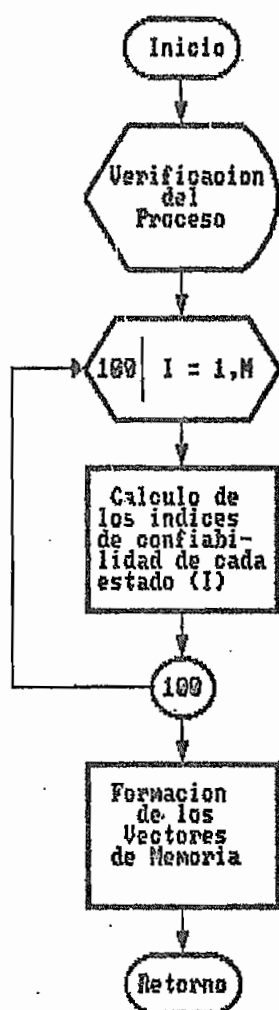 Inicio
Verificacion
del
Proceso
100 I = 1,M
Calculo de
los indices
de confiabi-
lidad de cada
estado (I)
100
Formacion
de los
Vectores
de Memoria
Retorno